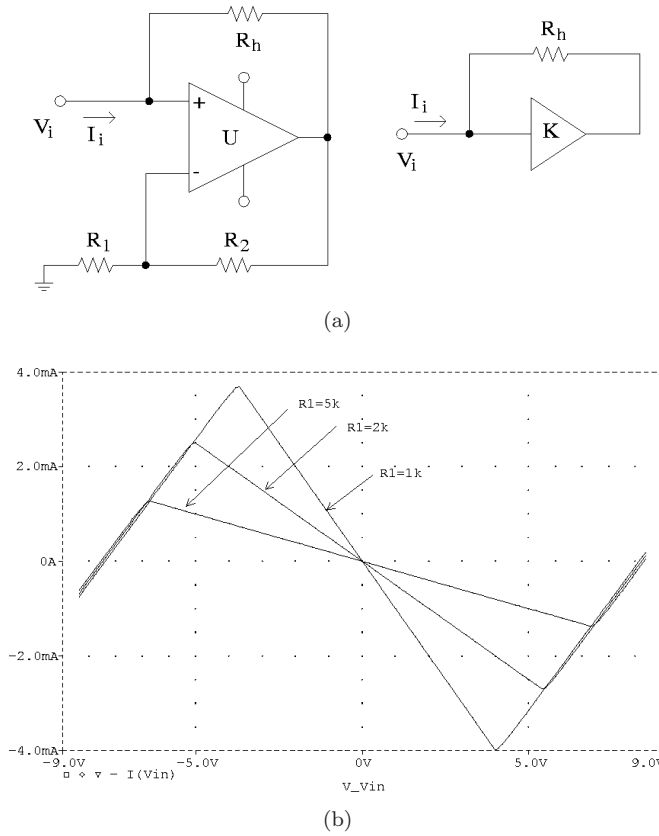 R_h
+
V_i
I_i
U
-
R_1
R_2
R_h
I_i
K
V_i
(a)
4.0mA
2.0mA
0A
-2.0mA
-4.0mA
R1=5k
R1=2k
R1=1k
-9.0V -5.0V 0V 5.0V 9.0V
□ ◇ ▽ - I(Vin)
V_Vin
(b)